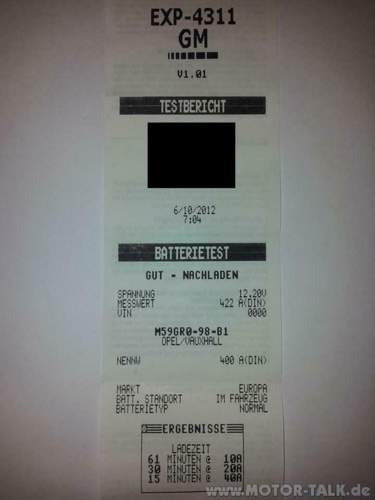 EXP-4311
GM
V1.01
TESTBERICHT
6/10/2012
7:04
BATTERIETEST
GUT - NACHLADEN
SPANNUNG 12.20V
MESSWERT 422 A(DIN)
VIN 0000
M59GR0-98-B1
OPEL/VAUXHALL
NENNW 400 A(DIN)
MARKT EUROPA
BATT. STANDORT IM FAHRZEUG
BATTERIETYP NORMAL
ERGEBNISSE
LADEZEIT
61 MINUTEN @ 10A
30 MINUTEN @ 20A
15 MINUTEN @ 40A
MOTOR-TALK.de